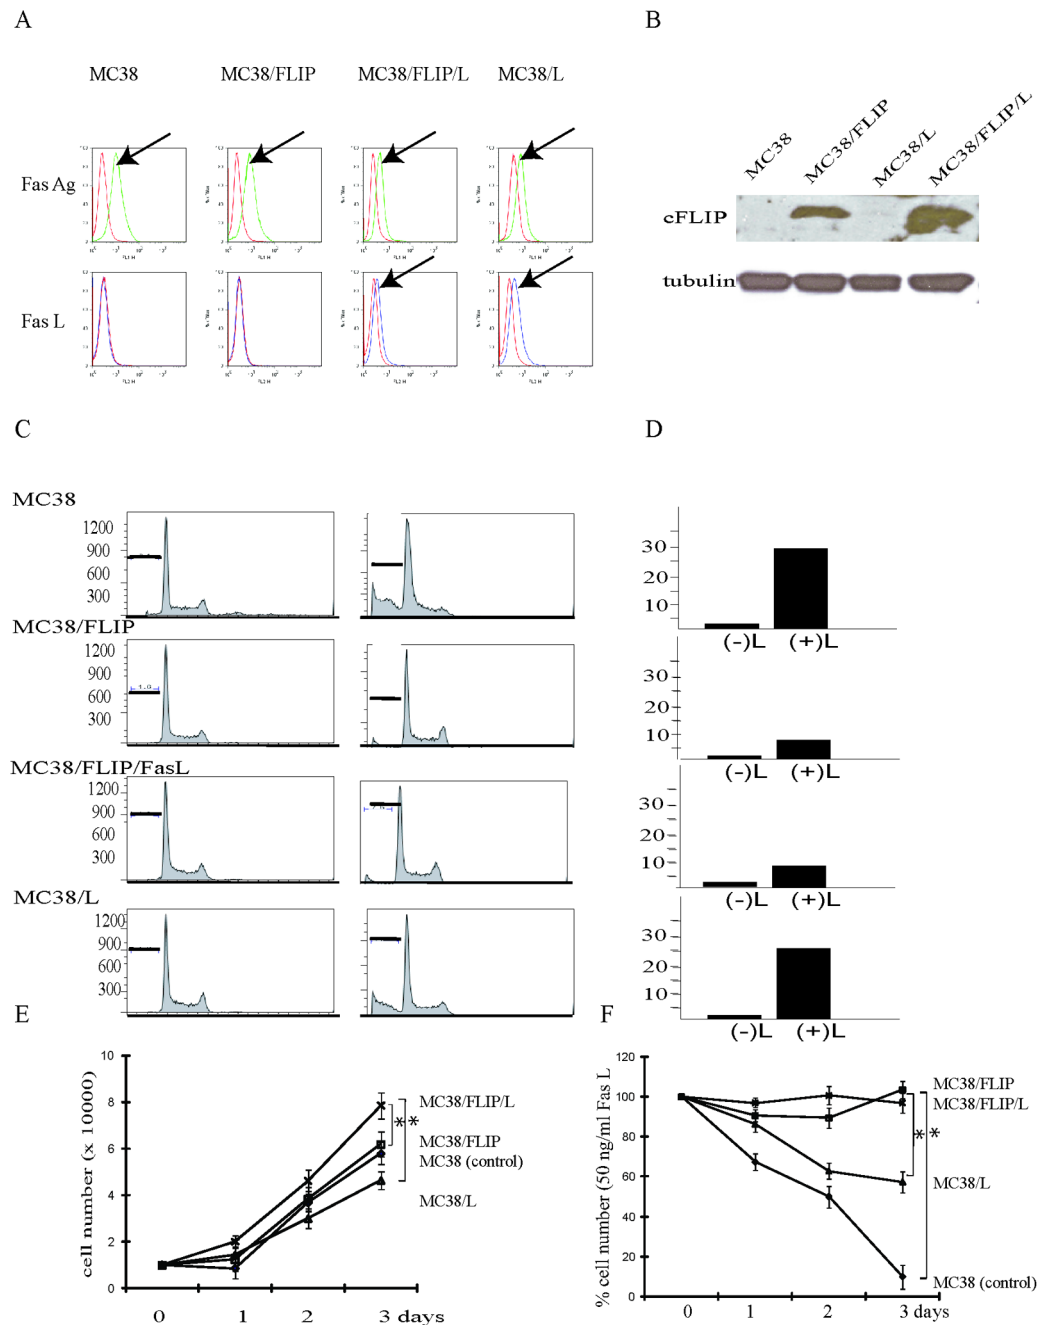 A
B
MC38
MC38/FLIP
MC38/FLIP/L
MC38/L
Fas Ag
Fas L
MC38
MC38/FLIP
MC38/L
MC38/FLIP/L
cFLIP
tubulin
C
D
MC38
1200
900
600
300
30
20
10
(-)L
(+)L
MC38/FLIP
1200
900
600
300
30
20
10
(-)L
(+)L
MC38/FLIP/FasL
1200
900
600
300
30
20
10
(-)L
(+)L
MC38/L
1200
900
600
300
30
20
10
(-)L
(+)L
E
cell number (x 10000)
10
8
6
4
2
0
0 1 2 3 days
MC38/FLIP/L
MC38/FLIP
MC38 (control)
MC38/L
* *
F
% cell number (50 ng/ml Fas L
120
100
80
60
40
20
0
0 1 2 3 days
MC38/FLIP
MC38/FLIP/L
MC38/L
MC38 (control)
* *